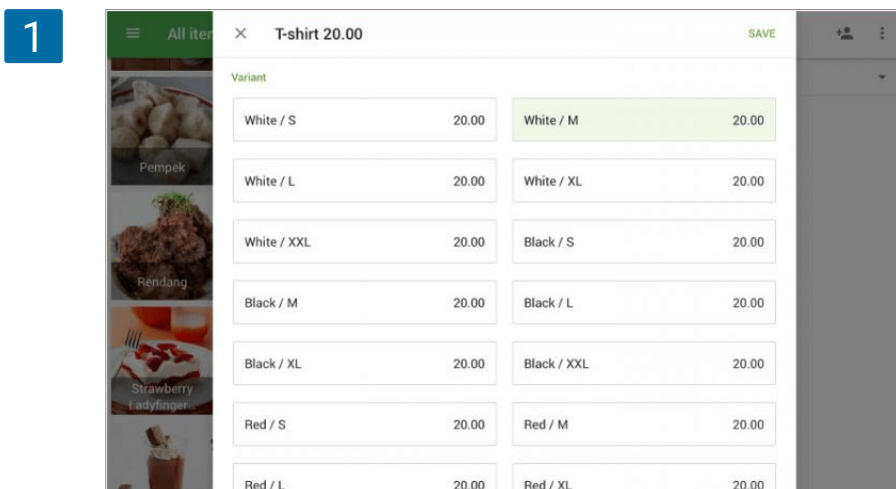 1
All iter
T-shirt 20.00
SAVE
Variant
White / S 20.00
White / M 20.00
White / L 20.00
White / XL 20.00
White / XXL 20.00
Black / S 20.00
Black / M 20.00
Black / L 20.00
Black / XL 20.00
Black / XXL 20.00
Red / S 20.00
Red / M 20.00
Red / L 20.00
Red / XL 20.00
Pempek
Rendang
Strawberry
Ladyfinger...